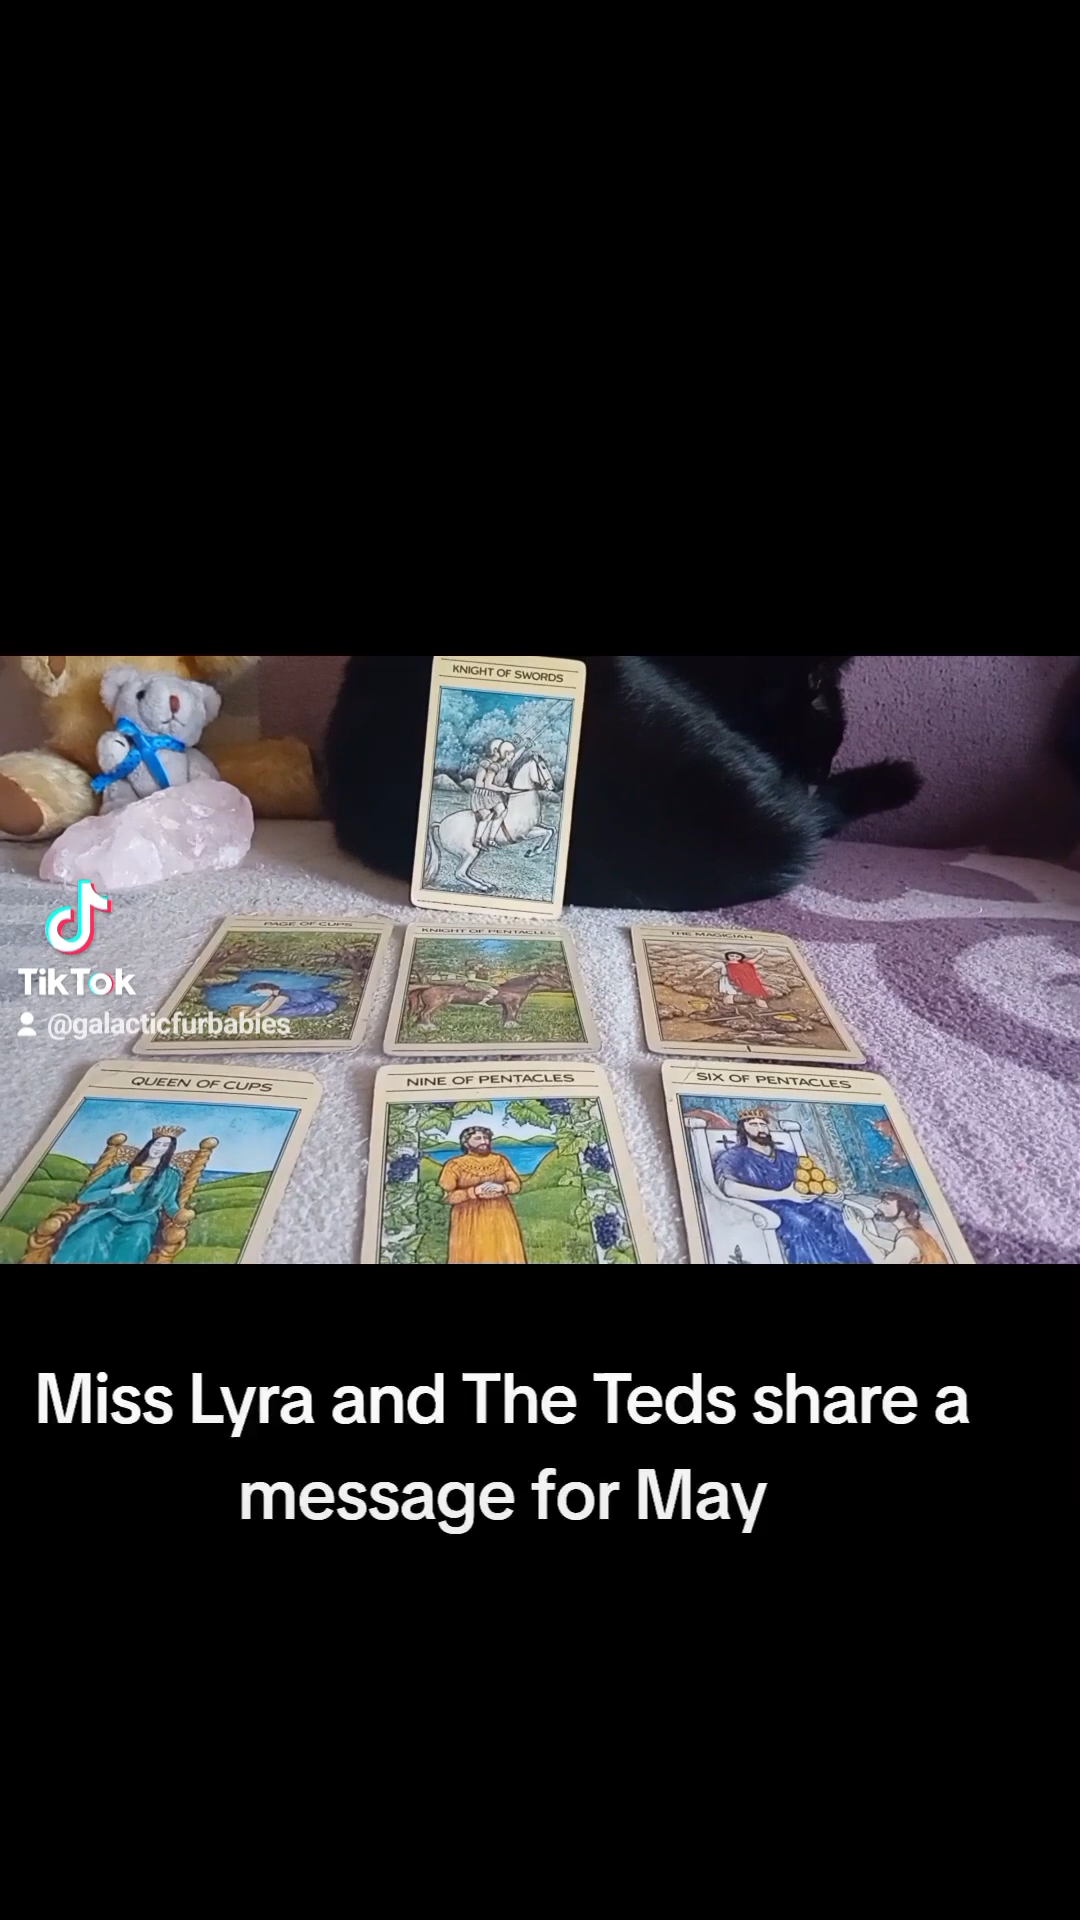 KNIGHT OF SWORDS
PAGE OF CUPS
KNIGHT OF PENTACLES
THE MAGICIAN
TikTok
@galacticfurbabies
QUEEN OF CUPS
NINE OF PENTACLES
SIX OF PENTACLES
Miss Lyra and The Teds share a
message for May